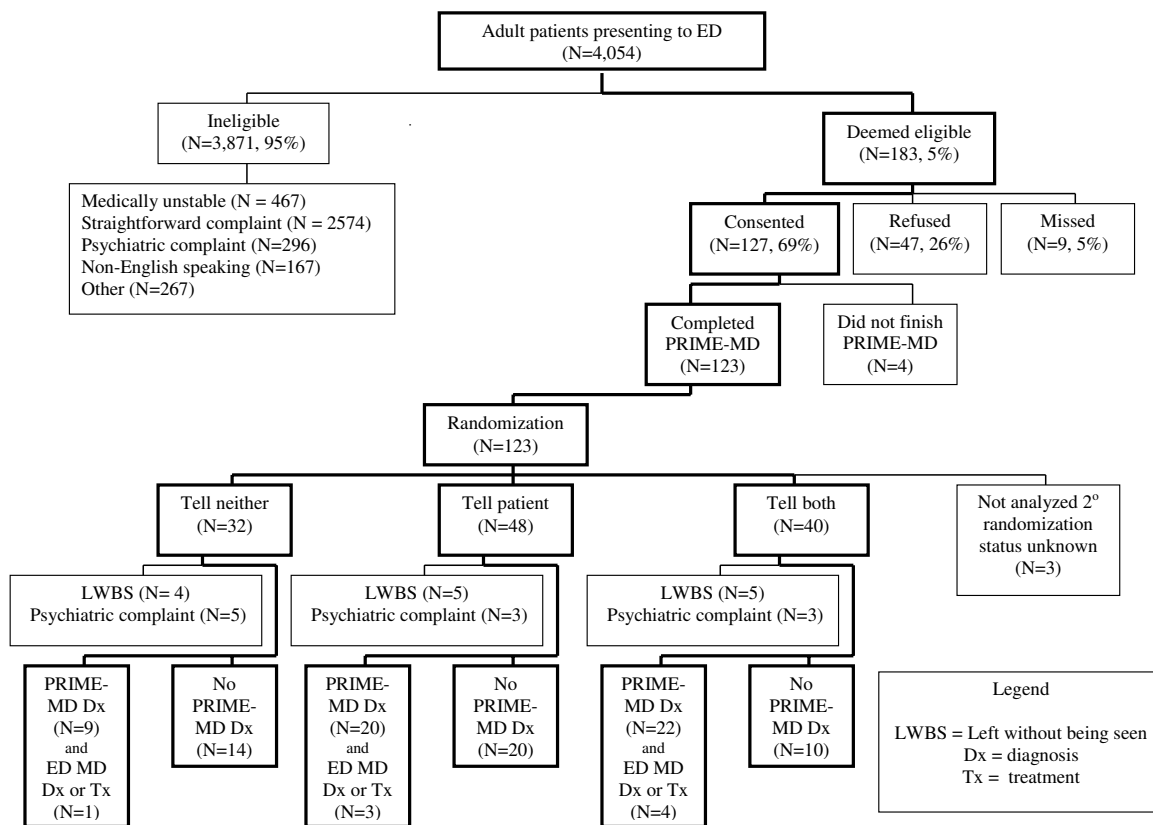 Adult patients presenting to ED
(N=4,054)
Ineligible
(N=3,871, 95%)
Deemed eligible
(N=183, 5%)
Medically unstable (N = 467)
Straightforward complaint (N = 2574)
Psychiatric complaint (N=296)
Non-English speaking (N=167)
Other (N=267)
Consented
(N=127, 69%)
Refused
(N=47, 26%)
Missed
(N=9, 5%)
Completed
PRIME-MD
(N=123)
Did not finish
PRIME-MD
(N=4)
Randomization
(N=123)
Tell neither
(N=32)
Tell patient
(N=48)
Tell both
(N=40)
Not analyzed 2º
randomization
status unknown
(N=3)
LWBS (N= 4)
Psychiatric complaint (N=5)
LWBS (N=5)
Psychiatric complaint (N=3)
LWBS (N=5)
Psychiatric complaint (N=3)
PRIME-
MD Dx
(N=9)
and
ED MD
Dx or Tx
(N=1)
No
PRIME-
MD Dx
(N=14)
PRIME-
MD Dx
(N=20)
and
ED MD
Dx or Tx
(N=3)
No
PRIME-
MD Dx
(N=20)
PRIME-
MD Dx
(N=22)
and
ED MD
Dx or Tx
(N=4)
No
PRIME-
MD Dx
(N=10)
Legend
LWBS = Left without being seen
Dx = diagnosis
Tx = treatment